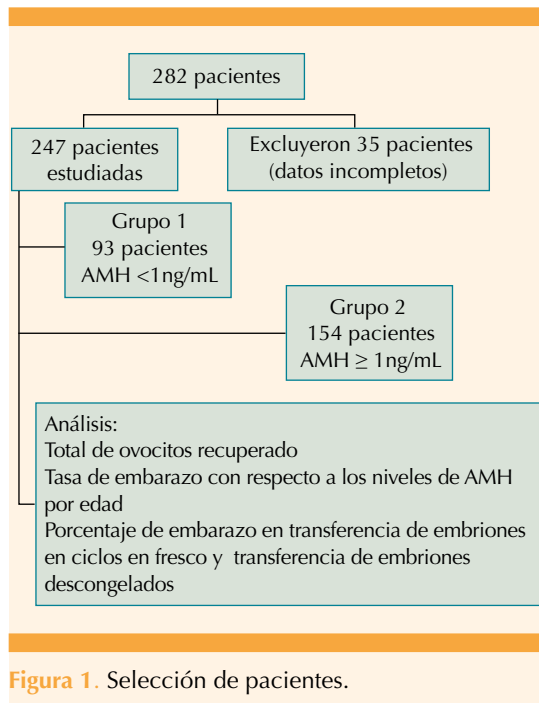 282 pacientes
247 pacientes
estudiadas
Excluyeron 35 pacientes
(datos incompletos)
Grupo 1
93 pacientes
AMH <1ng/mL
Grupo 2
154 pacientes
AMH ≥ 1ng/mL
Análisis:
Total de ovocitos recuperado
Tasa de embarazo con respecto a los niveles de AMH
por edad
Porcentaje de embarazo en transferencia de embriones
en ciclos en fresco y transferencia de embriones
descongelados
Figura 1. Selección de pacientes.